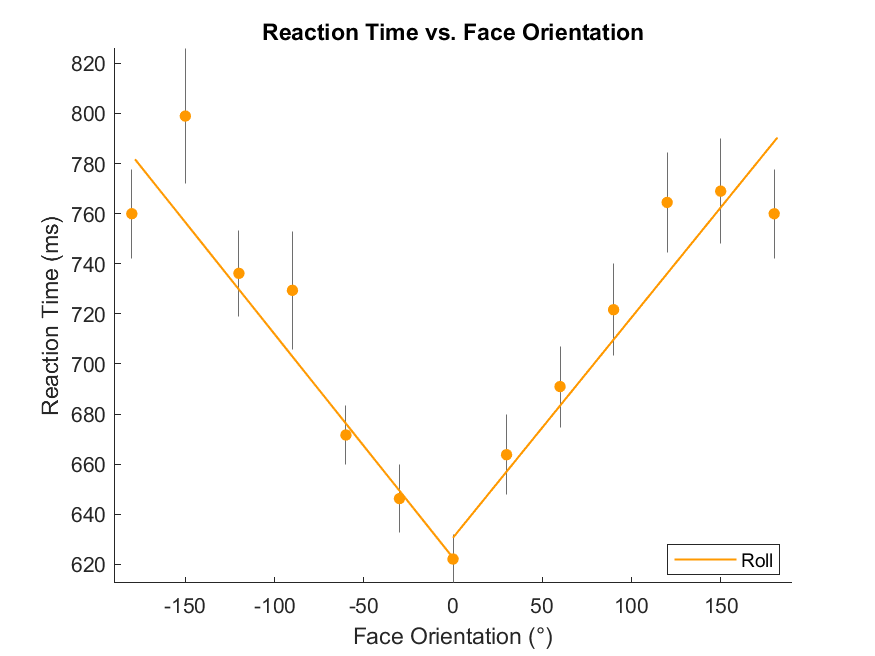 Reaction Time vs. Face Orientation
820
800
780
760
740
720
700
680
660
640
620
Reaction Time (ms)
-150 -100 -50 0 50 100 150
Face Orientation (°)
Roll